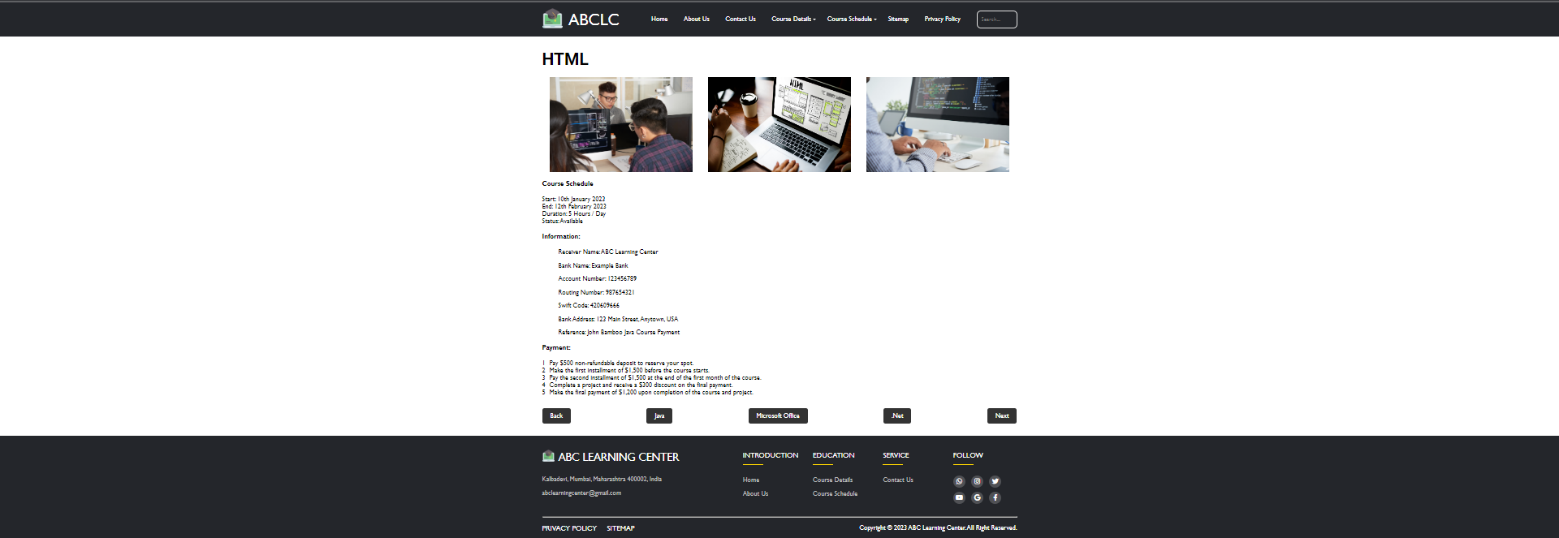 ABCLC
Home About Us Contact Us Course Details Course Schedule Sitemap Privacy Policy Search...
HTML
HTML
Course Schedule
Start: 10th January 2023
End: 12th February 2023
Duration: 5 Hours / Day
Status: Available
Information:
Receiver Name: ABC Learning Center
Bank Name: Example Bank
Account Number: 123456789
Routing Number: 987654321
Swift Code: 420609666
Bank Address: 123 Main Street, Anytown, USA
Reference: John Bamboo Java Course Payment
Payment:
1 Pay $500 non-refundable deposit to reserve your spot.
2 Make the first installment of $1,500 before the course starts.
3 Pay the second installment of $1,500 at the end of the first month of the course.
4 Complete a project and receive a $300 discount on the final payment.
5 Make the final payment of $1,200 upon completion of the course and project.
Back Java Microsoft Office .Net Next
ABC LEARNING CENTER INTRODUCTION EDUCATION SERVICE FOLLOW
Kalbadevi, Mumbai, Maharashtra 400002, India Home Course Details Contact Us
abclearningcenter@gmail.com About Us Course Schedule
PRIVACY POLICY SITEMAP Copyright © 2023 ABC Learning Center. All Right Reserved.